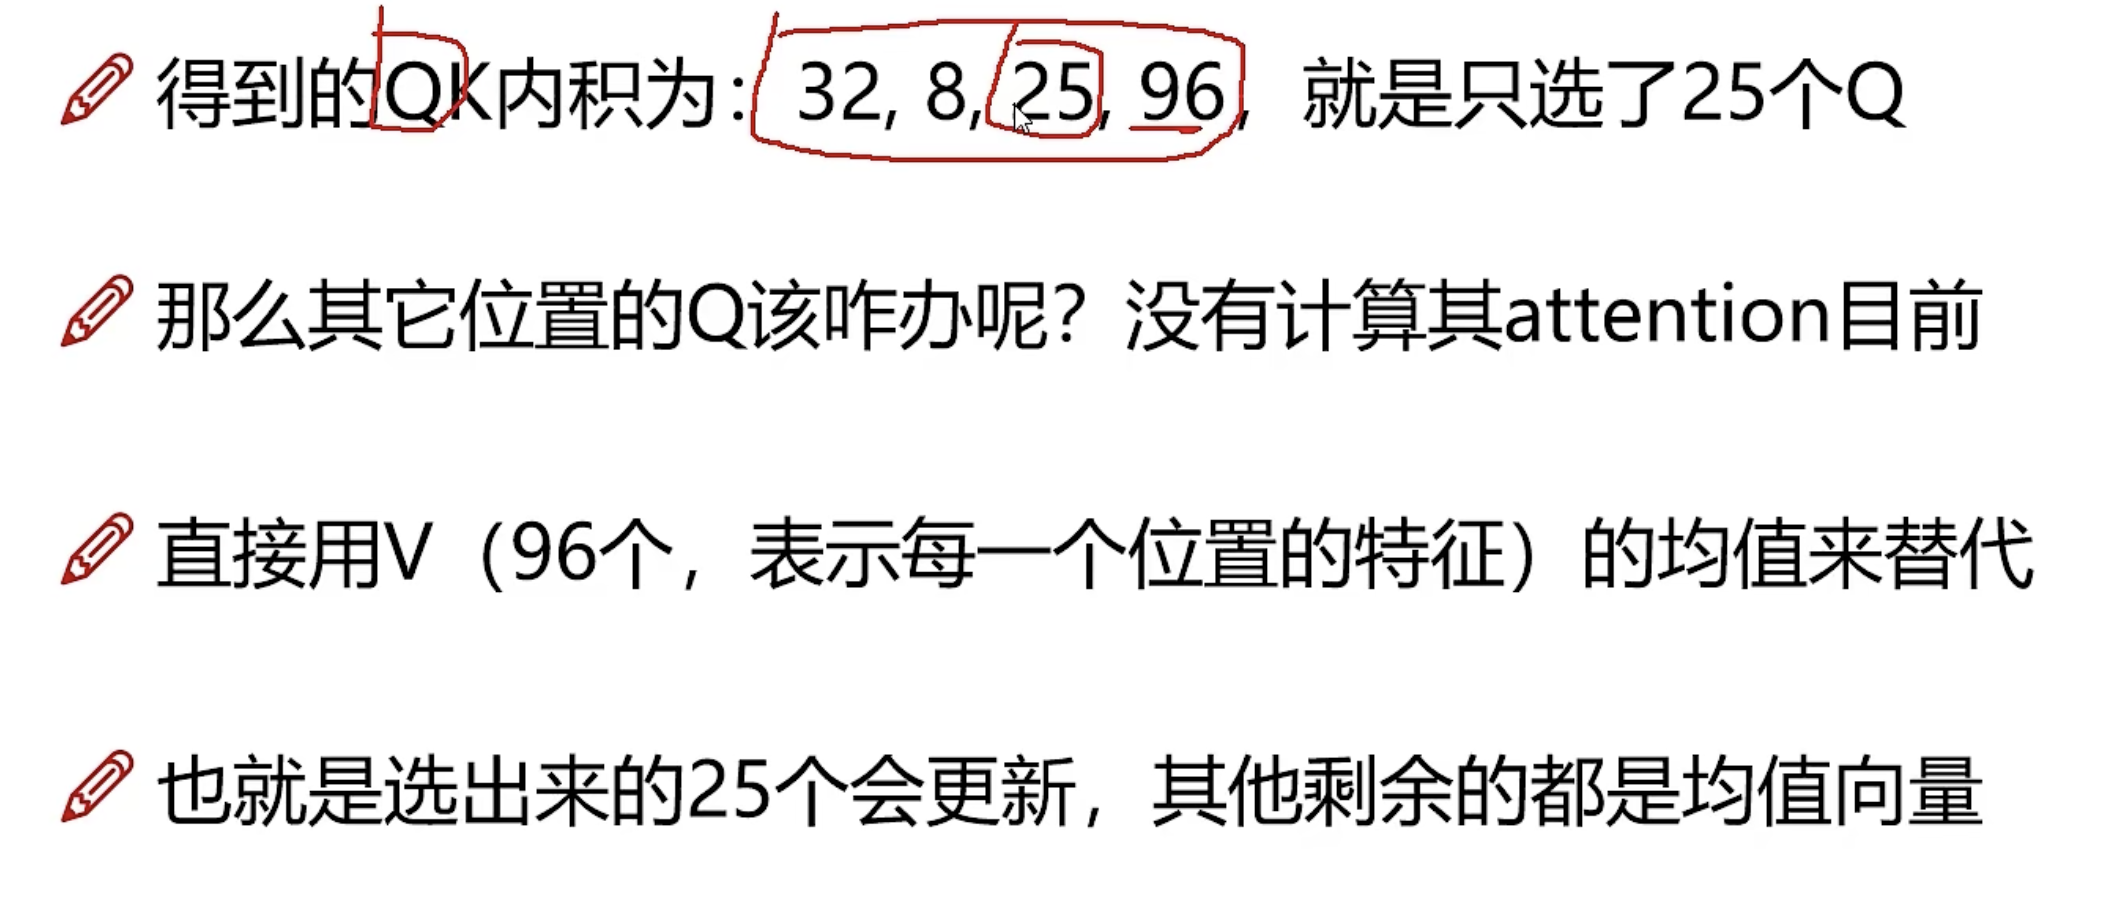 得到的QK内积为：32, 8, 25, 96，就是只选了25个Q
那么其它位置的Q该咋办呢？没有计算其attention目前
直接用V（96个，表示每一个位置的特征）的均值来替代
也就是选出来的25个会更新，其他剩余的都是均值向量